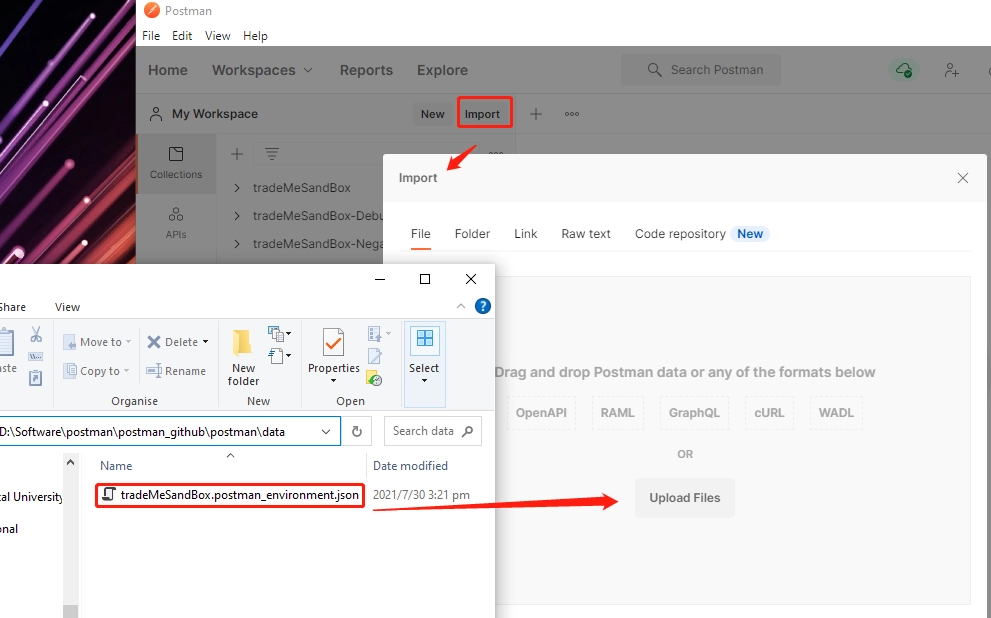 Postman
File Edit View Help
Home Workspaces Reports Explore Search Postman
My Workspace New Import
Collections
APIs
tradeMeSandBox
tradeMeSandBox-Debu
tradeMeSandBox-Nega
Import
File Folder Link Raw text Code repository New
Drag and drop Postman data or any of the formats below
OpenAPI RAML GraphQL cURL WADL
OR
Upload Files
Share View
aste
Move to Delete
Copy to Rename
New
folder
Properties
Select
Organise New Open
D:\Software\postman\postman_github\postman\data Search data
Name Date modified
tradeMeSandBox.postman_environment.json 2021/7/30 3:21 pm
tal University
onal